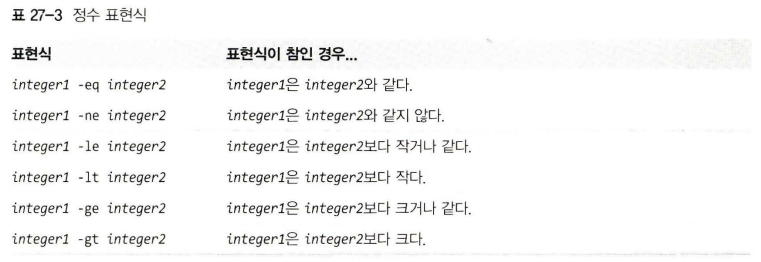 표 27-3 정수 표현식
표현식 표현식이 참인 경우...
integer1 -eq integer2 integer1은 integer2와 같다.
integer1 -ne integer2 integer1은 integer2와 같지 않다.
integer1 -le integer2 integer1은 integer2보다 작거나 같다.
integer1 -lt integer2 integer1은 integer2보다 작다.
integer1 -ge integer2 integer1은 integer2보다 크거나 같다.
integer1 -gt integer2 integer1은 integer2보다 크다.